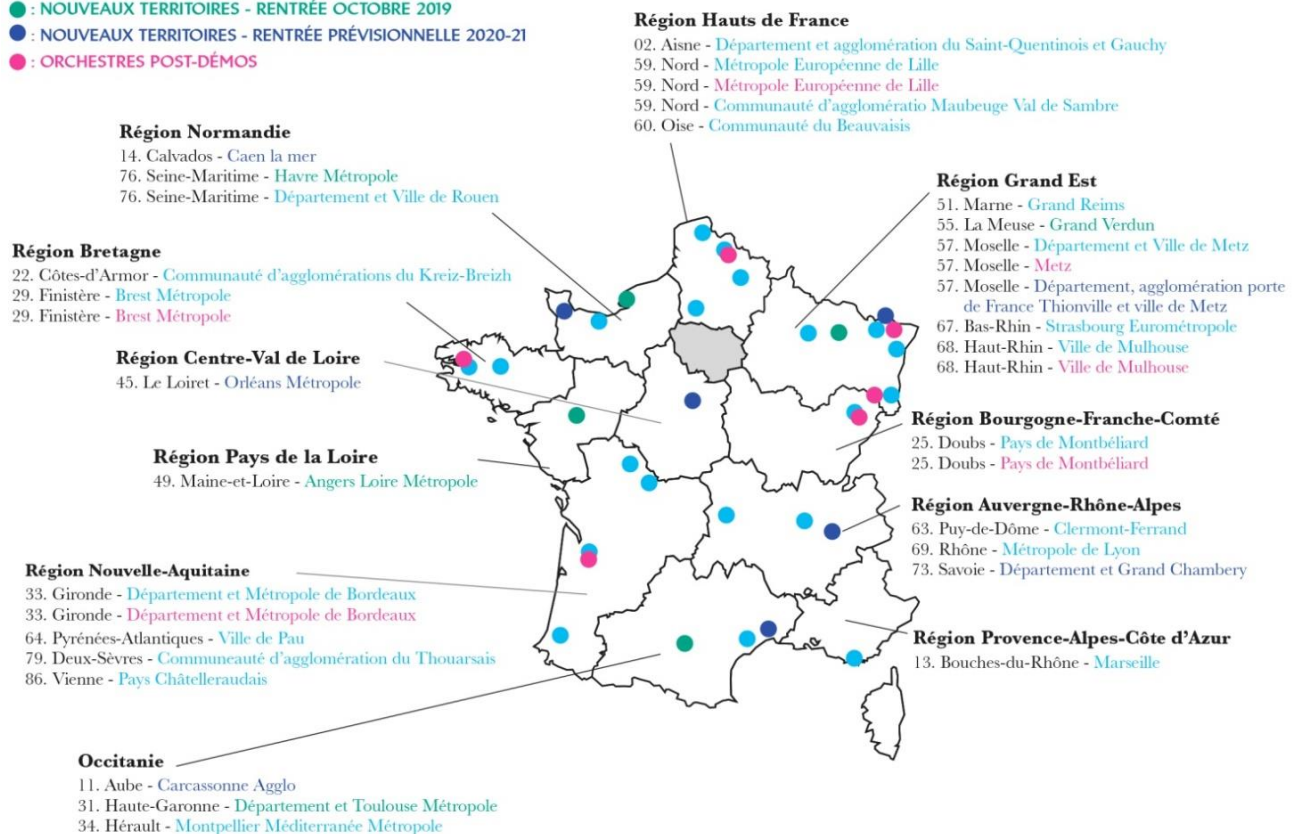 : NOUVEAUX TERRITOIRES - RENTRÉE OCTOBRE 2019
: NOUVEAUX TERRITOIRES - RENTRÉE PRÉVISIONNELLE 2020-21
: ORCHESTRES POST-DÉMOS
Région Hauts de France
02. Aisne - Département et agglomération du Saint-Quentinois et Gauchy
59. Nord - Métropole Européenne de Lille
59. Nord - Métropole Européenne de Lille
59. Nord - Communauté d'agglomératio Maubeuge Val de Sambre
60. Oise - Communauté du Beauvaisis
Région Normandie
14. Calvados - Caen la mer
76. Seine-Maritime - Havre Métropole
76. Seine-Maritime - Département et Ville de Rouen
Région Grand Est
51. Marne - Grand Reims
55. La Meuse - Grand Verdun
57. Moselle - Département et Ville de Metz
57. Moselle - Metz
57. Moselle - Département, agglomération porte
de France Thionville et ville de Metz
67. Bas-Rhin - Strasbourg Eurométropole
68. Haut-Rhin - Ville de Mulhouse
68. Haut-Rhin - Ville de Mulhouse
Région Bretagne
22. Côtes-d'Armor - Communauté d'agglomérations du Kreiz-Breizh
29. Finistère - Brest Métropole
29. Finistère - Brest Métropole
Région Centre-Val de Loire
45. Le Loiret - Orléans Métropole
Région Bourgogne-Franche-Comté
25. Doubs - Pays de Montbéliard
25. Doubs - Pays de Montbéliard
Région Pays de la Loire
49. Maine-et-Loire - Angers Loire Métropole
Région Auvergne-Rhône-Alpes
63. Puy-de-Dôme - Clermont-Ferrand
69. Rhône - Métropole de Lyon
73. Savoie - Département et Grand Chambery
Région Nouvelle-Aquitaine
33. Gironde - Département et Métropole de Bordeaux
33. Gironde - Département et Métropole de Bordeaux
64. Pyrénées-Atlantiques - Ville de Pau
79. Deux-Sèvres - Communeauté d'agglomération du Thouarsais
86. Vienne - Pays Châtelleraudais
Région Provence-Alpes-Côte d'Azur
13. Bouches-du-Rhône - Marseille
Occitanie
11. Aube - Carcassonne Agglo
31. Haute-Garonne - Département et Toulouse Métropole
34. Hérault - Montpellier Méditerranée Métropole